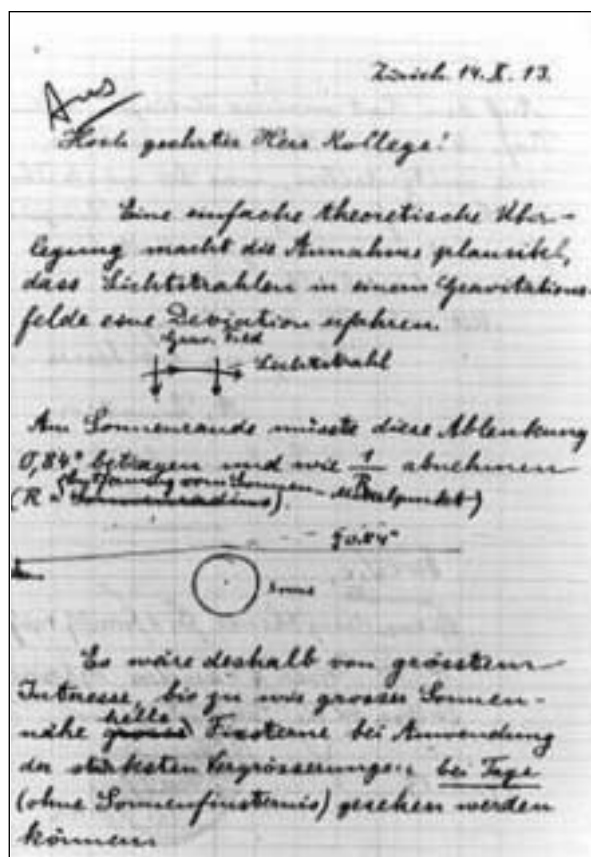 Zürich. 14. X. 13.
Hoch geehrter Herr Kollege!
Eine einfache theoretische Über-
legung macht die Annahme plausibel,
dass Lichtstrahlen in einem Gravitations-
felde eine Deviation erfahren.
Grav. Feld
Lichtstrahl
Am Sonnenrande müsste diese Ablenkung
0,84" betragen und wie 1/R abnehmen
(R = Sonnenradius) Entfernung vom Sonnen-Mittelpunkt)
0.84"
Sonne
Es wäre deshalb von grösstem
Interesse, bis zu wie grosser Sonnen-
nähe grosse helle Fixsterne bei Anwendung
der stärksten Vergrösserungen bei Tage
(ohne Sonnenfinsternis) gesehen werden
können.